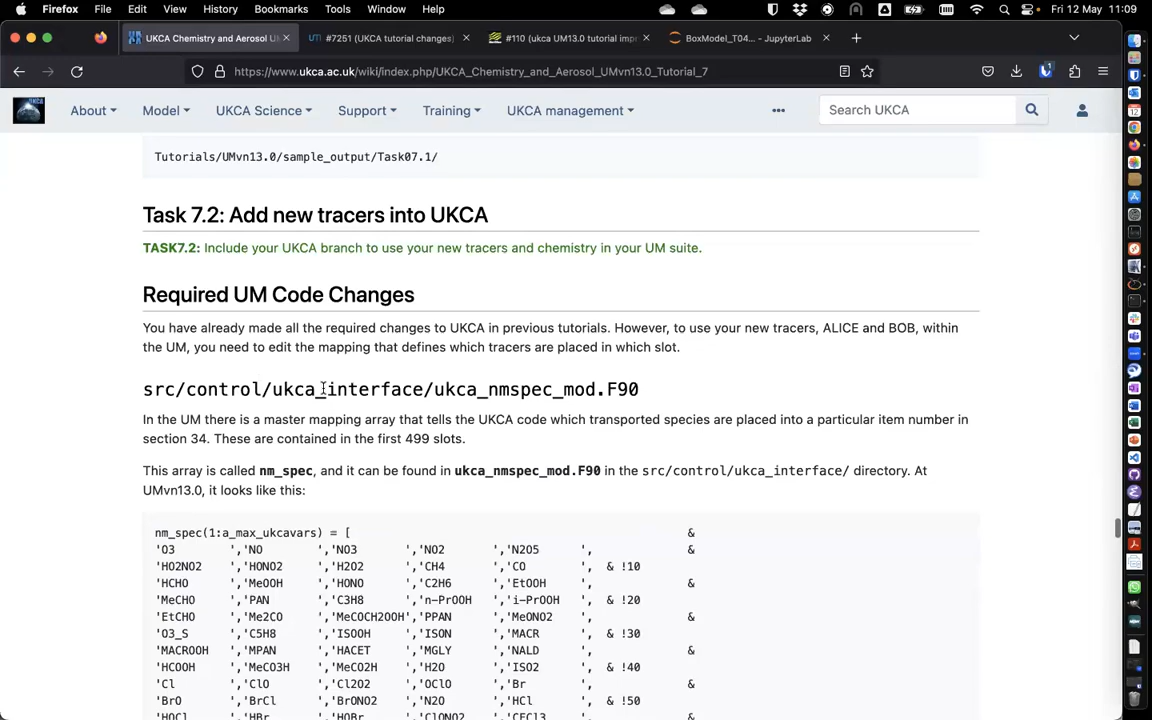 Firefox File Edit View History Bookmarks Tools Window Help Fri 12 May 11:09
UKCA Chemistry and Aerosol U #7251 (UKCA tutorial changes) #110 (ukca UM13.0 tutorial imp BoxModel_T04... - JupyterLab
https://www.ukca.ac.uk/wiki/index.php/UKCA_Chemistry_and_Aerosol_UMvn13.0_Tutorial_7
About Model UKCA Science Support Training UKCA management ••• Search UKCA
Tutorials/UMvn13.0/sample_output/Task07.1/
Task 7.2: Add new tracers into UKCA
TASK7.2: Include your UKCA branch to use your new tracers and chemistry in your UM suite.
Required UM Code Changes
You have already made all the required changes to UKCA in previous tutorials. However, to use your new tracers, ALICE and BOB, within
the UM, you need to edit the mapping that defines which tracers are placed in which slot.
src/control/ukca_interface/ukca_nmspec_mod.F90
In the UM there is a master mapping array that tells the UKCA code which transported species are placed into a particular item number in
section 34. These are contained in the first 499 slots.
This array is called nm_spec, and it can be found in ukca_nmspec_mod.F90 in the src/control/ukca_interface/ directory. At
UMvn13.0, it looks like this:
nm_spec(1:a_max_ukcavars) = [ &
'O3 ','NO ','NO3 ','NO2 ','N2O5 ', &
'HO2NO2 ','HONO2 ','H2O2 ','CH4 ','CO ', & !10
'HCHO ','MeOOH ','HONO ','C2H6 ','EtOOH ', &
'MeCHO ','PAN ','C3H8 ','n-PrOOH ','i-PrOOH ', & !20
'EtCHO ','Me2CO ','MeCOCH2OOH','PPAN ','MeONO2 ', &
'O3_S ','C5H8 ','ISOOH ','ISON ','MACR ', & !30
'MACROOH ','MPAN ','HACET ','MGLY ','NALD ', &
'HCOOH ','MeCO3H ','MeCO2H ','H2O ','ISO2 ', & !40
'Cl ','ClO ','Cl2O2 ','OClO ','Br ', &
'BrO ','BrCl ','BrONO2 ','N2O ','HCl ', & !50
'HOCl ','HBr ','HOBr ','ClONO2 ','CFCl3 ', &